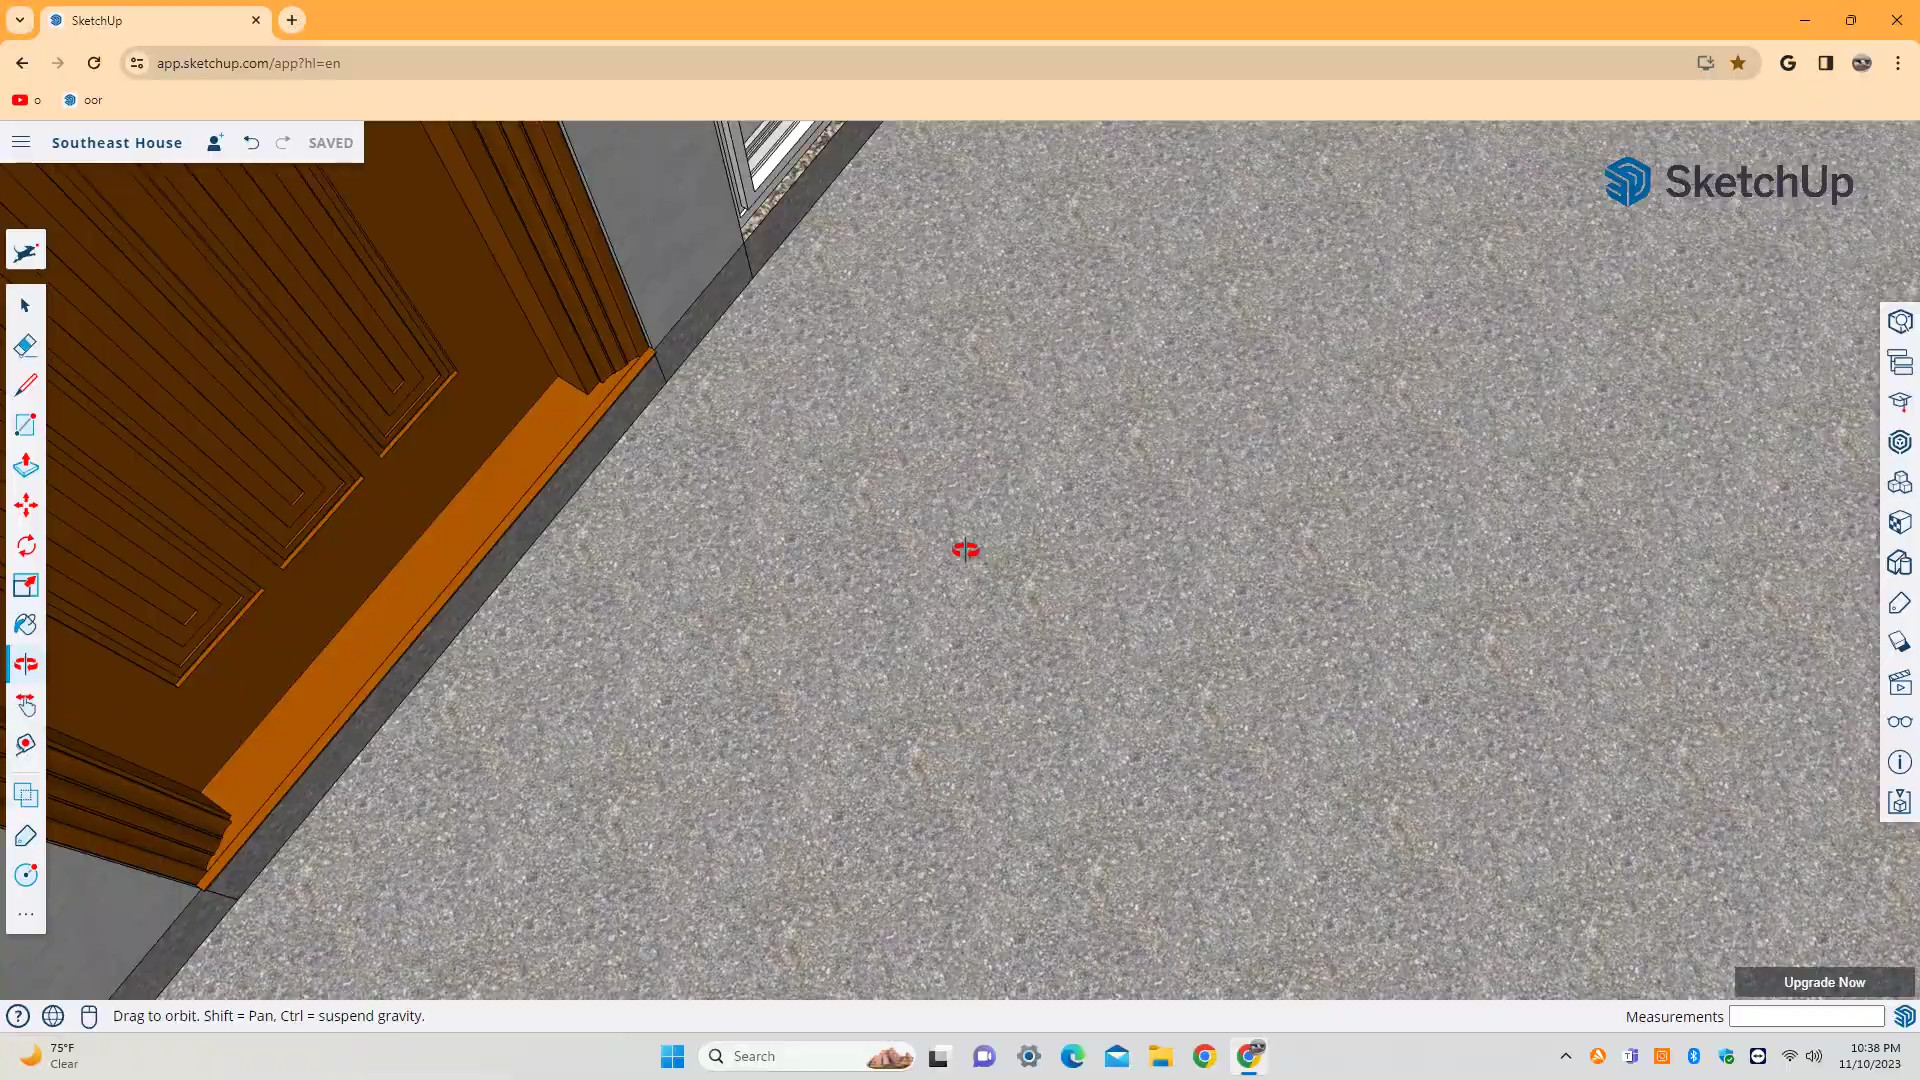 SketchUp
app.sketchup.com/app?hl=en
o
oor
Southeast House
SAVED
SketchUp
Upgrade Now
Drag to orbit. Shift = Pan, Ctrl = suspend gravity.
Measurements
75°F
Clear
Search
10:38 PM
11/10/2023